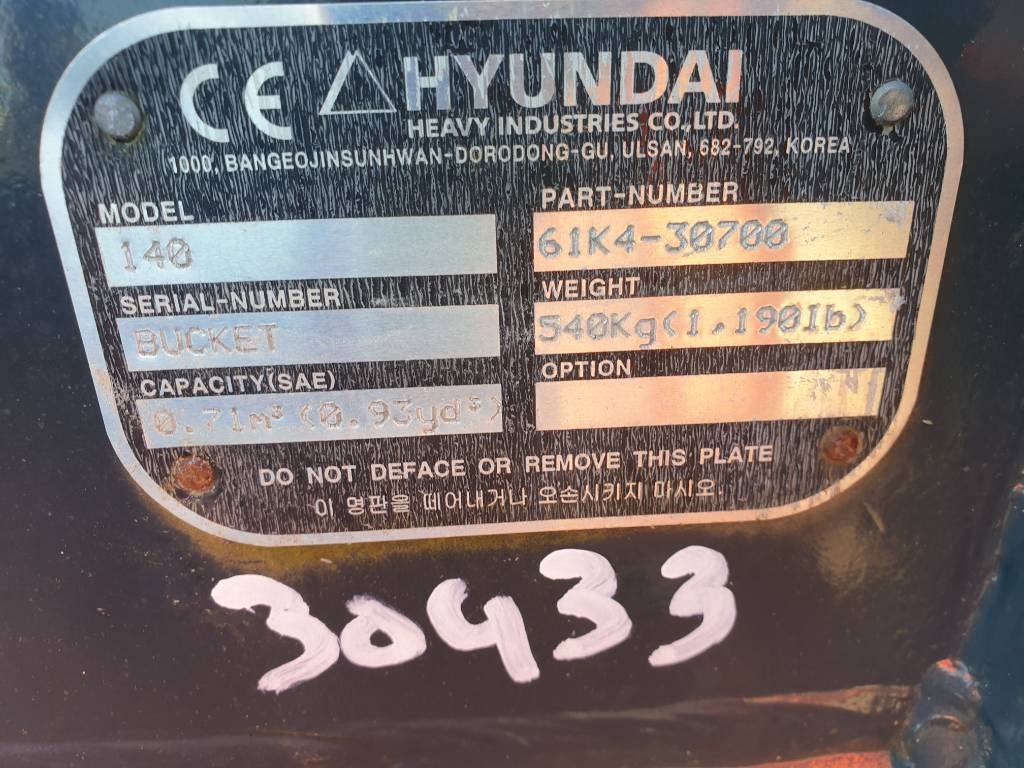 CE HYUNDAI
HEAVY INDUSTRIES CO.,LTD.
1000, BANGEOJINSUNHWAN-DORODONG-GU, ULSAN, 682-792, KOREA
MODEL
140
PART-NUMBER
61K4-30700
SERIAL-NUMBER
BUCKET
WEIGHT
540Kg(1,190Ib)
CAPACITY(SAE)
0.71m³(0.93yd³)
OPTION
DO NOT DEFACE OR REMOVE THIS PLATE
이 명판을 떼어내거나 오손시키지 마시오.
30433